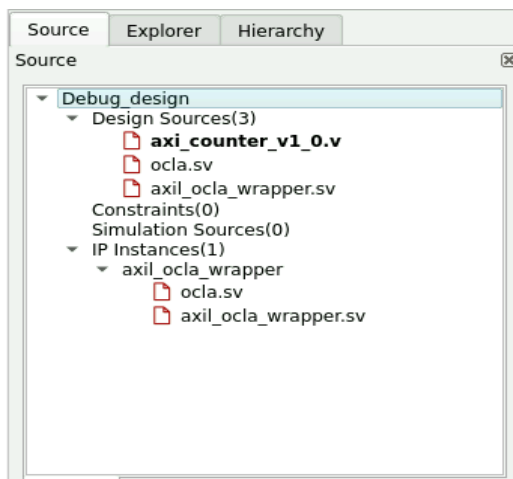 Source Explorer Hierarchy
Source
Debug_design
Design Sources(3)
axi_counter_v1_0.v
ocla.sv
axil_ocla_wrapper.sv
Constraints(0)
Simulation Sources(0)
IP Instances(1)
axil_ocla_wrapper
ocla.sv
axil_ocla_wrapper.sv